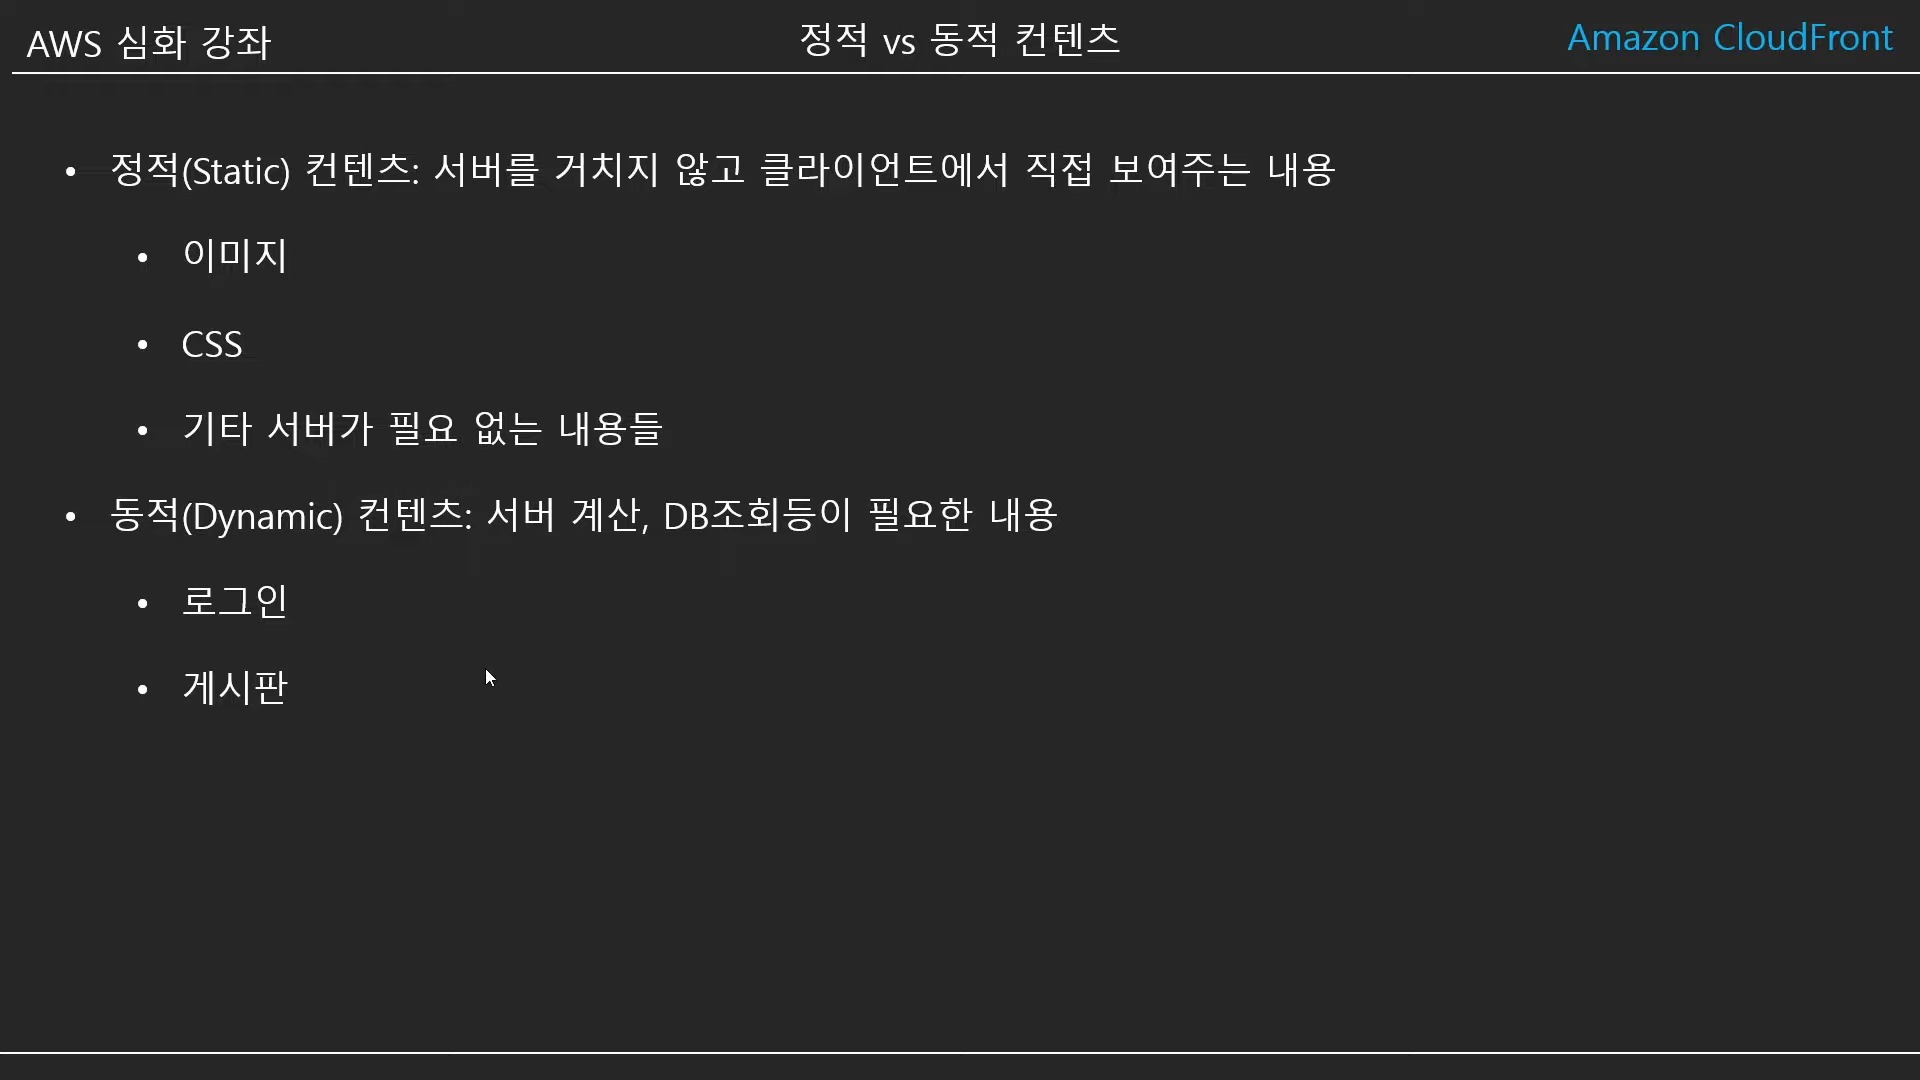 AWS 심화 강좌
정적 vs 동적 컨텐츠
Amazon CloudFront
• 정적(Static) 컨텐츠: 서버를 거치지 않고 클라이언트에서 직접 보여주는 내용
• 이미지
• CSS
• 기타 서버가 필요 없는 내용들
• 동적(Dynamic) 컨텐츠: 서버 계산, DB조회등이 필요한 내용
• 로그인
• 게시판